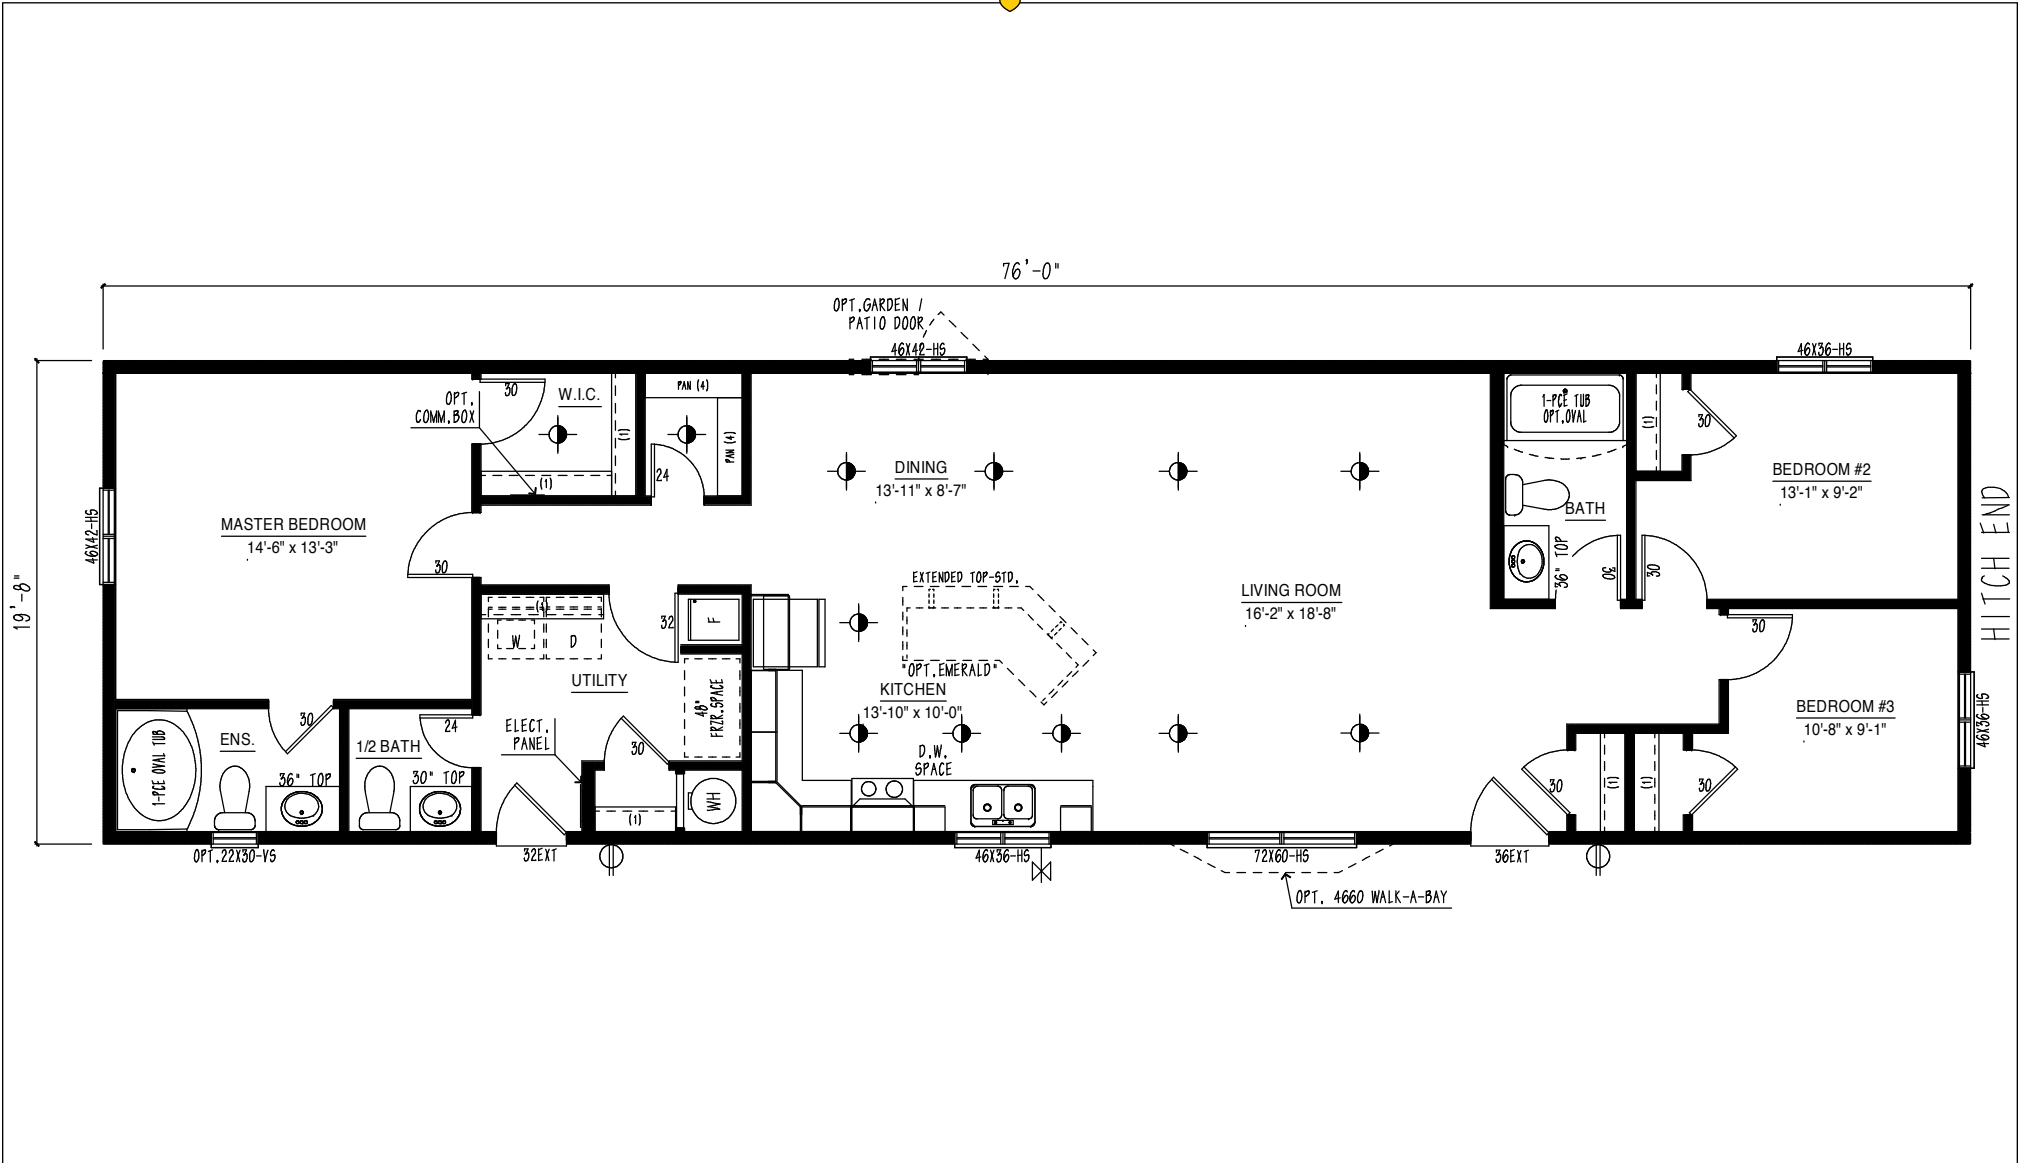 76'-0"
OPT.GARDEN /
PATIO DOOR
46X42-HS
46X36-HS
19'-8"
46X42-HS
MASTER BEDROOM
14'-6" x 13'-3"
30
OPT.
COMM.BOX
30
W.I.C.
(1)
(1)
PAN (4)
PAN (4)
24
DINING
13'-11" x 8'-7"
1-PCE TUB
OPT.OVAL
BATH
36" TOP
30
(1)
30
BEDROOM #2
13'-1" x 9'-2"
30
HITCH END
EXTENDED TOP-STD.
"OPT.EMERALD"
KITCHEN
13'-10" x 10'-0"
LIVING ROOM
16'-2" x 18'-8"
W
D
32
F
UTILITY
48"
FRZR.SPACE
30
BEDROOM #3
10'-8" x 9'-1"
46X36-HS
1-PCE OVAL TUB
ENS.
30
36" TOP
1/2 BATH
24
30" TOP
ELECT.
PANEL
30
(1)
WH
D.W.
SPACE
30
(1)
(1)
30
OPT.22X30-VS
32EXT
46X36-HS
72X60-HS
36EXT
OPT. 4660 WALK-A-BAY